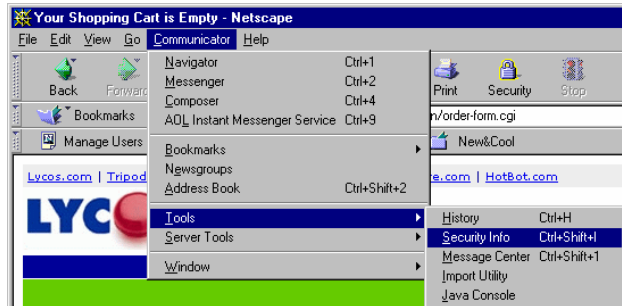 Your Shopping Cart is Empty - Netscape
File Edit View Go Communicator Help
Back Forward Print Security Stop
Navigator Ctrl+1
Messenger Ctrl+2
Composer Ctrl+4
AOL Instant Messenger Service Ctrl+9
Bookmarks
Newsgroups
Address Book Ctrl+Shift+2
Tools
Server Tools
Window
Bookmarks n/order-form.cgi
Manage Users New&Cool
Lycos.com | Tripod re.com | HotBot.com
LYC
History Ctrl+H
Security Info Ctrl+Shift+I
Message Center Ctrl+Shift+1
Import Utility
Java Console